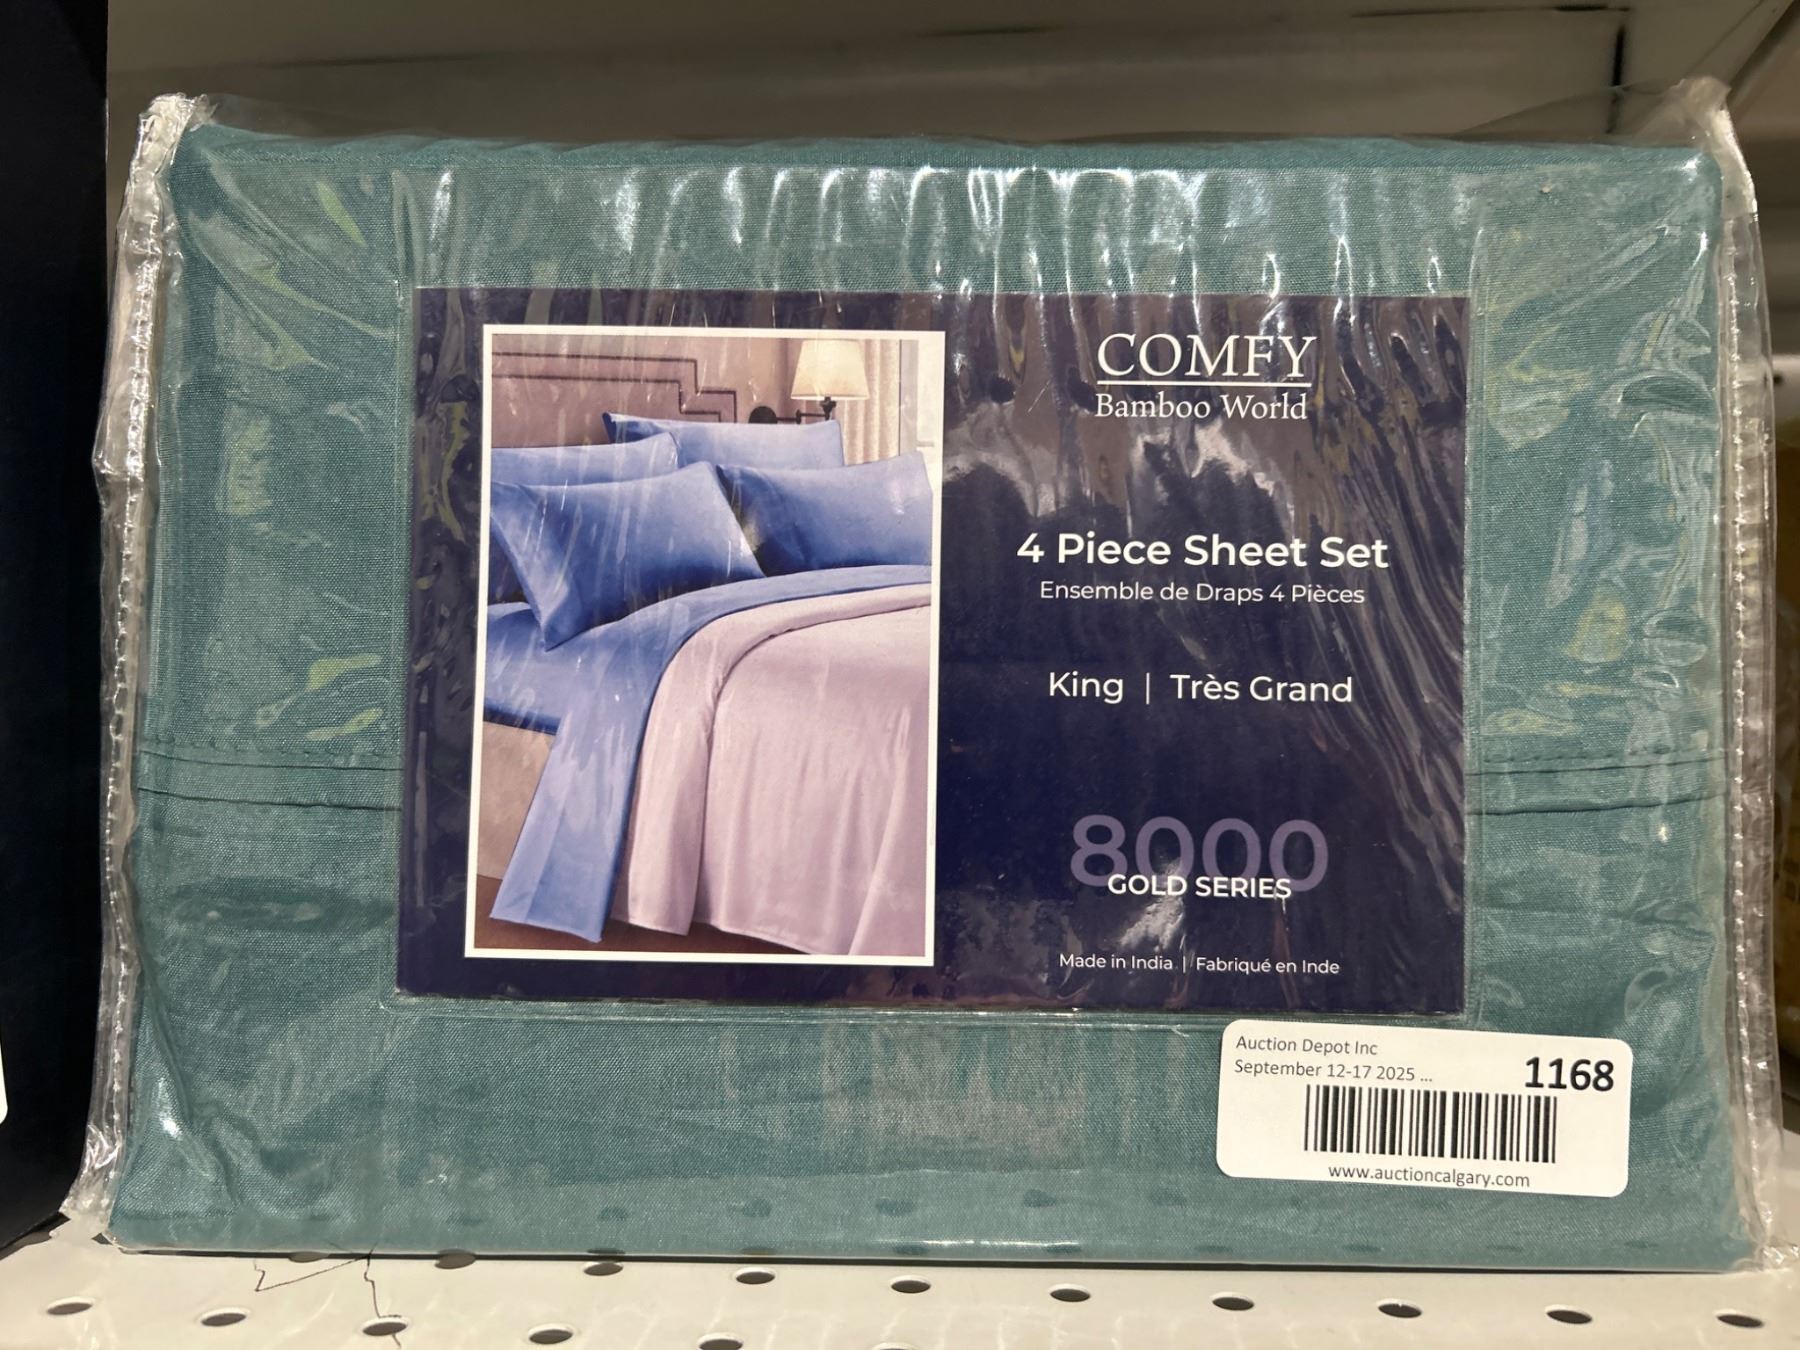 COMFY
Bamboo World
4 Piece Sheet Set
Ensemble de Draps 4 Pièces
King | Très Grand
8000
GOLD SERIES
Made in India | Fabriqué en Inde
Auction Depot Inc
September 12-17 2025 ...
1168
www.auctioncalgary.com